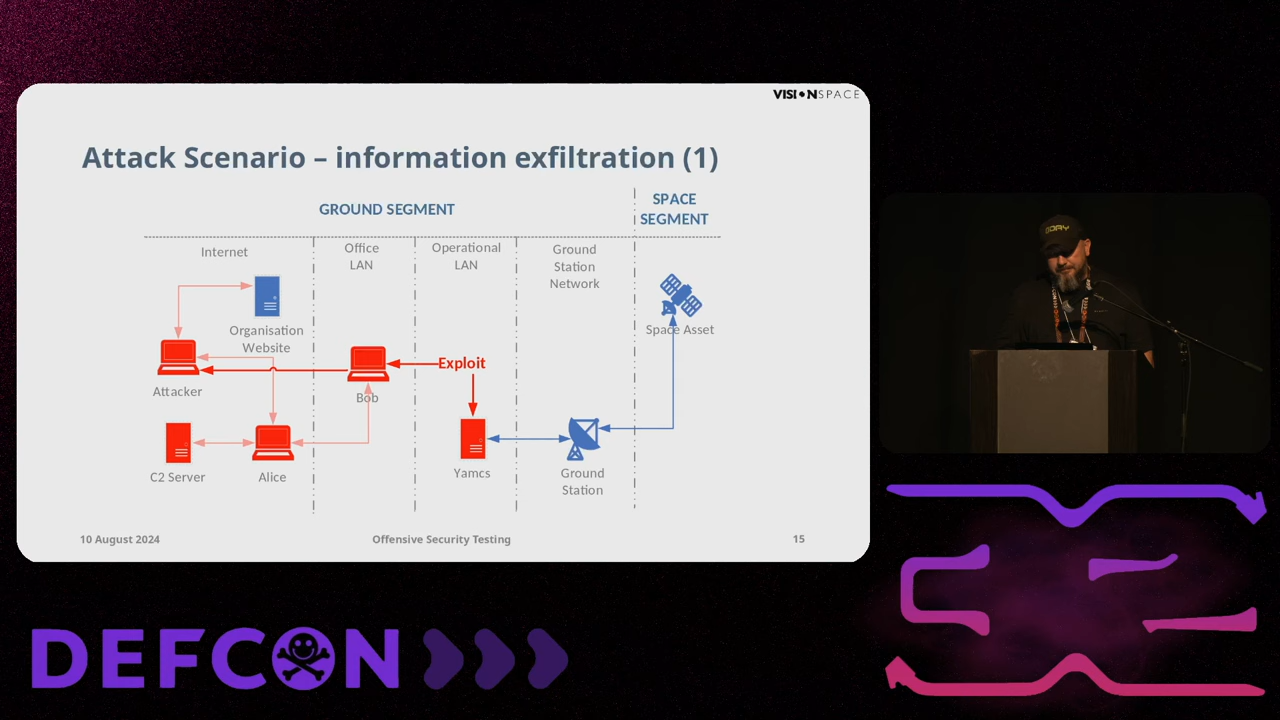 VISIONSPACE
Attack Scenario – information exfiltration (1)
GROUND SEGMENT
SPACE
SEGMENT
Internet
Office
LAN
Operational
LAN
Ground
Station
Network
Organisation
Website
Space Asset
Exploit
Attacker
Bob
C2 Server
Alice
Yamcs
Ground
Station
10 August 2024
Offensive Security Testing
15
DEFCON